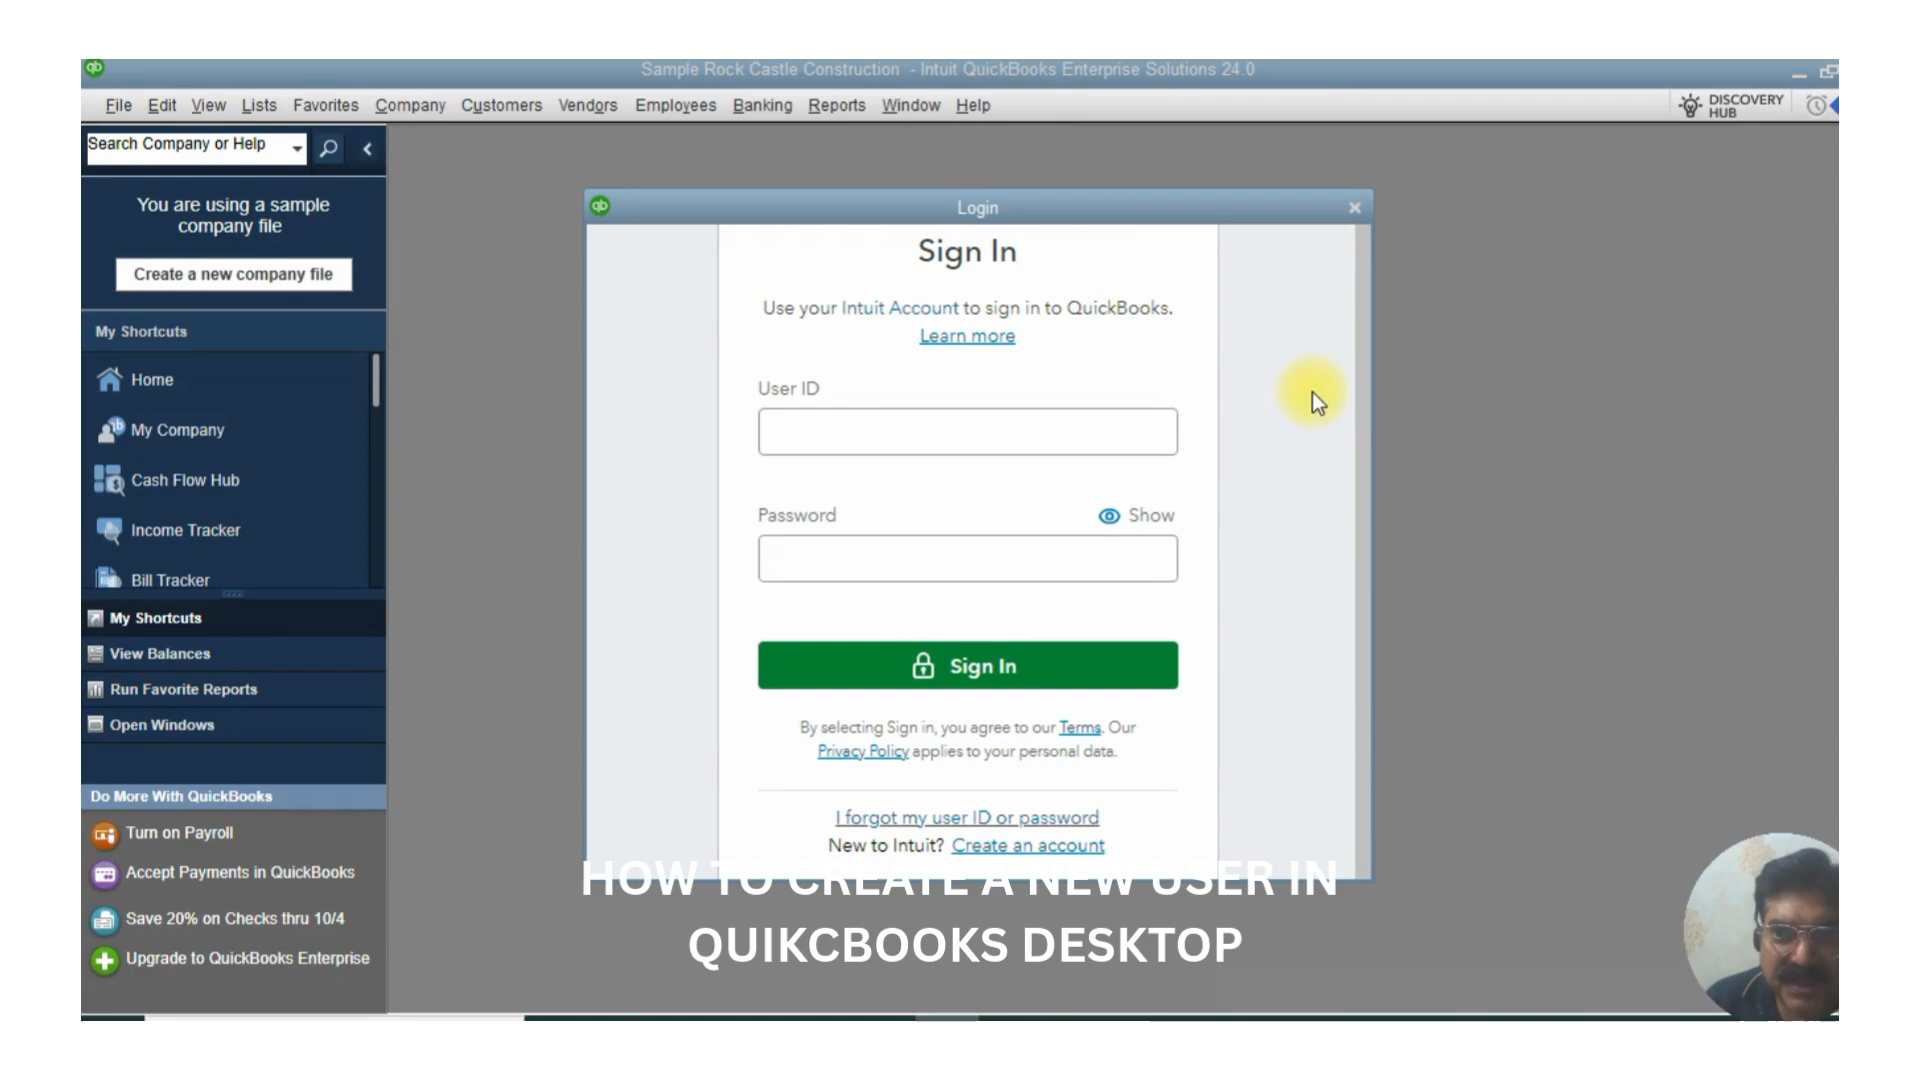 Sample Rock Castle Construction - Intuit QuickBooks Enterprise Solutions 24.0
File Edit View Lists Favorites Company Customers Vendors Employees Banking Reports Window Help
DISCOVERY
HUB
Search Company or Help
You are using a sample
company file
Create a new company file
My Shortcuts
Home
My Company
Cash Flow Hub
Income Tracker
Bill Tracker
My Shortcuts
View Balances
Run Favorite Reports
Open Windows
Do More With QuickBooks
Turn on Payroll
Accept Payments in QuickBooks
Save 20% on Checks thru 10/4
Upgrade to QuickBooks Enterprise
Login
Sign In
Use your Intuit Account to sign in to QuickBooks.
Learn more
User ID
Password
Show
Sign In
By selecting Sign in, you agree to our Terms. Our
Privacy Policy applies to your personal data.
I forgot my user ID or password
New to Intuit? Create an account
HOW TO CREATE A NEW USER IN
QUIKCBOOKS DESKTOP